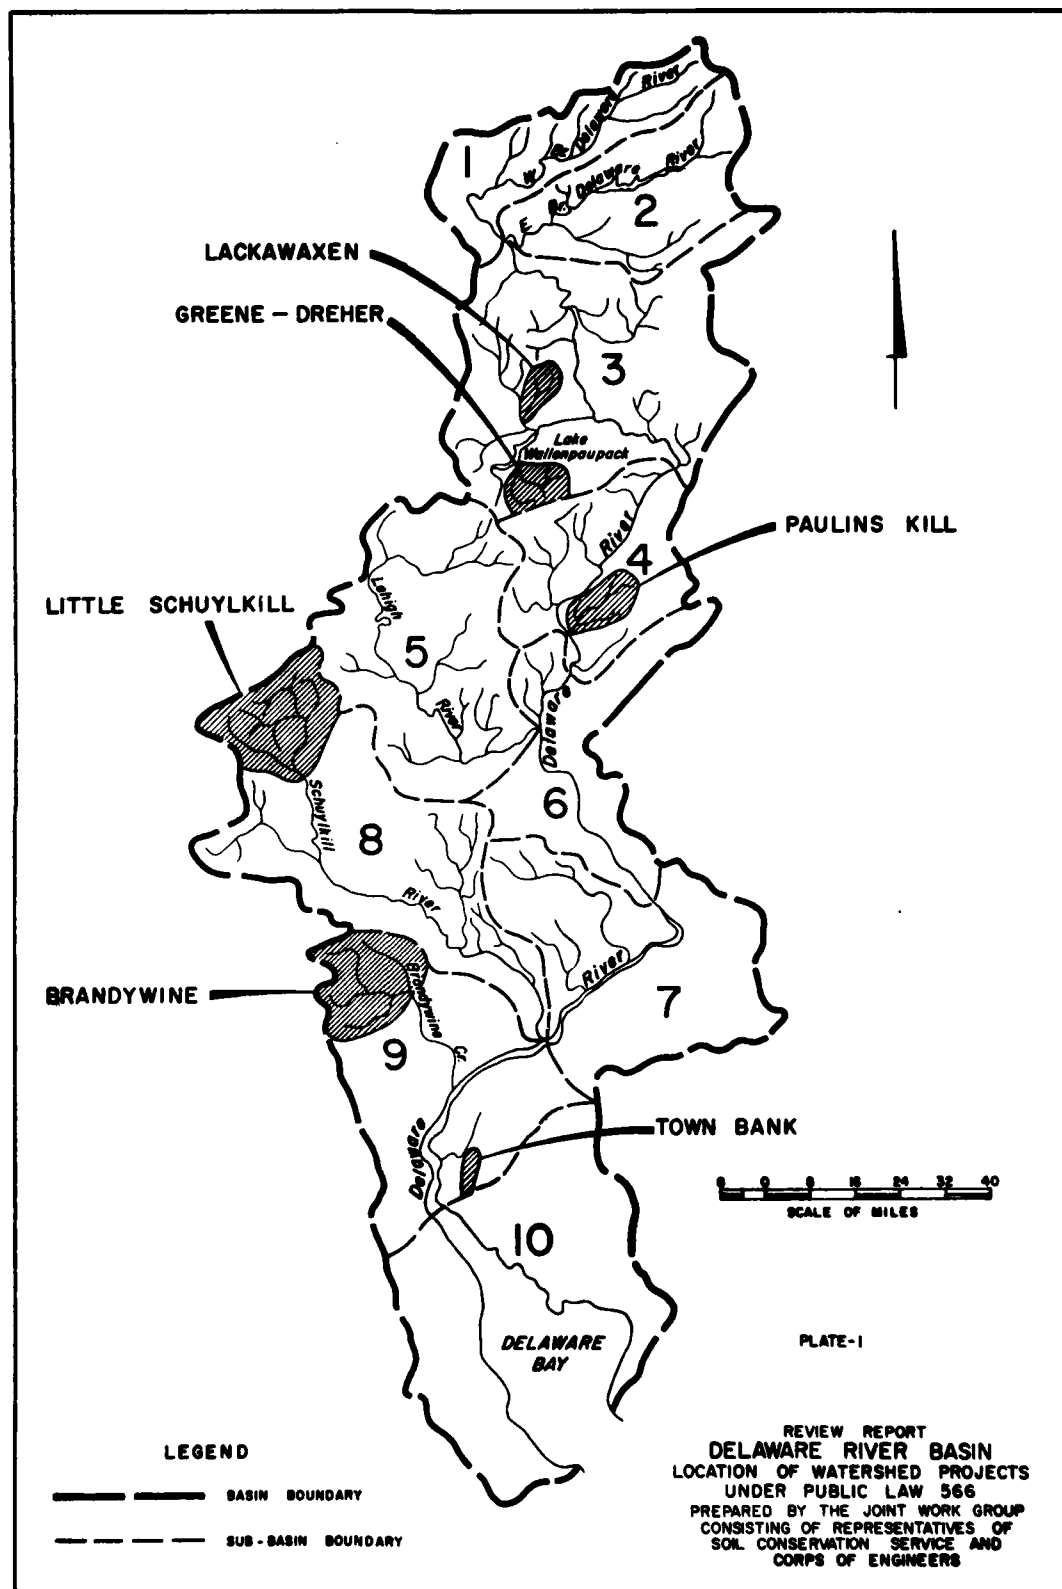 1
W. Br. Delaware River
E. Br. Delaware River
2
LACKAWAXEN
GREENE - DREHER
3
Lake
Wallenpaupack
PAULINS KILL
River
4
LITTLE SCHUYLKILL
Lehigh
5
River
Delaware
6
Schuylkill
8
River
BRANDYWINE
Brandywine
Cr.
River
7
9
TOWN BANK
Delaware
8 0 8 16 24 32 40
SCALE OF MILES
10
DELAWARE
BAY
PLATE-1
LEGEND
BASIN BOUNDARY
SUB-BASIN BOUNDARY
REVIEW REPORT
DELAWARE RIVER BASIN
LOCATION OF WATERSHED PROJECTS
UNDER PUBLIC LAW 566
PREPARED BY THE JOINT WORK GROUP
CONSISTING OF REPRESENTATIVES OF
SOIL CONSERVATION SERVICE AND
CORPS OF ENGINEERS